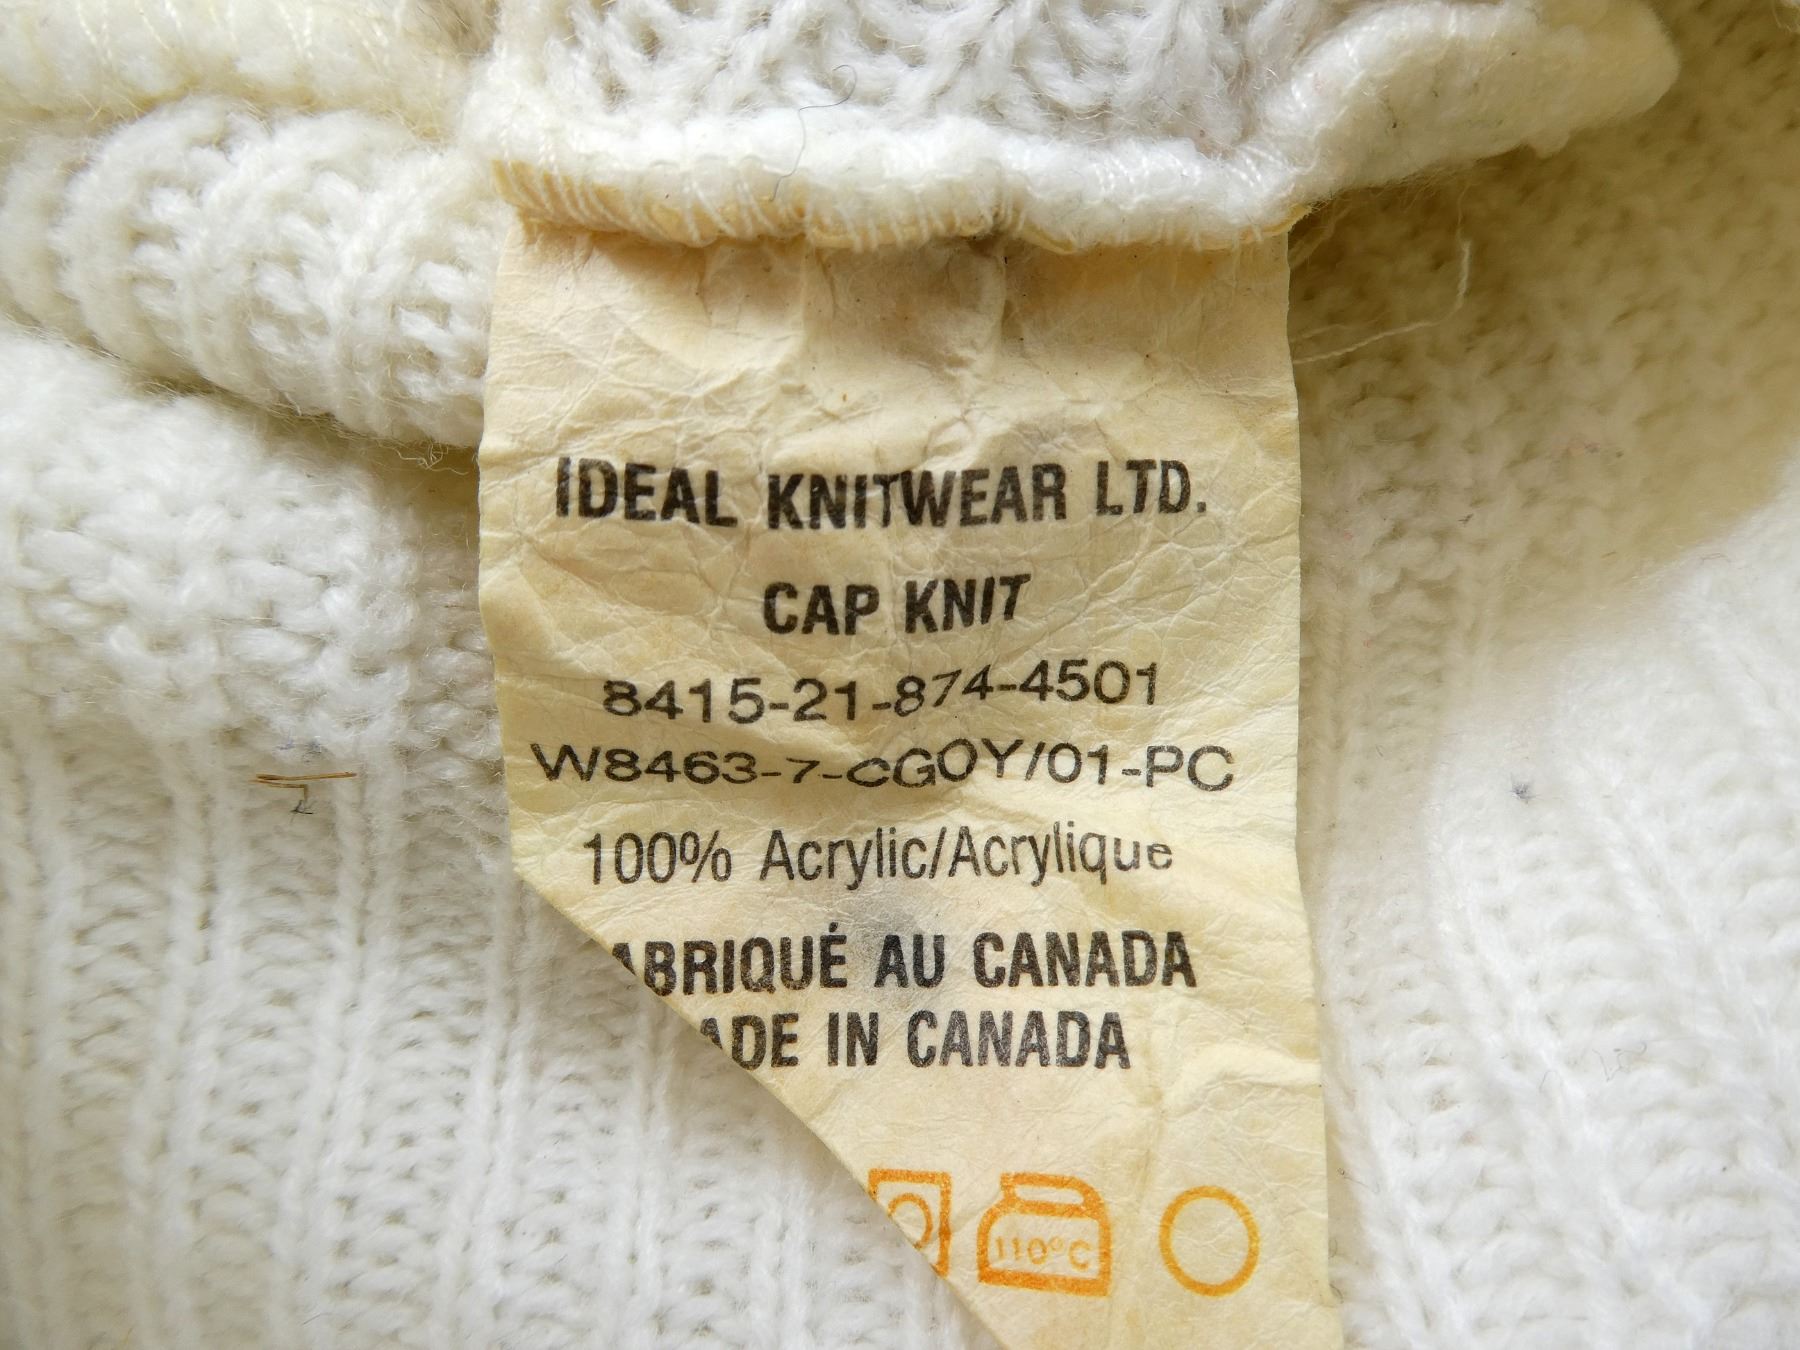 IDEAL KNITWEAR LTD.
CAP KNIT
8415-21-874-4501
W8463-7-CG0Y/01-PC
100% Acrylic/Acrylique
ABRIQUÉ AU CANADA
ADE IN CANADA
110°C